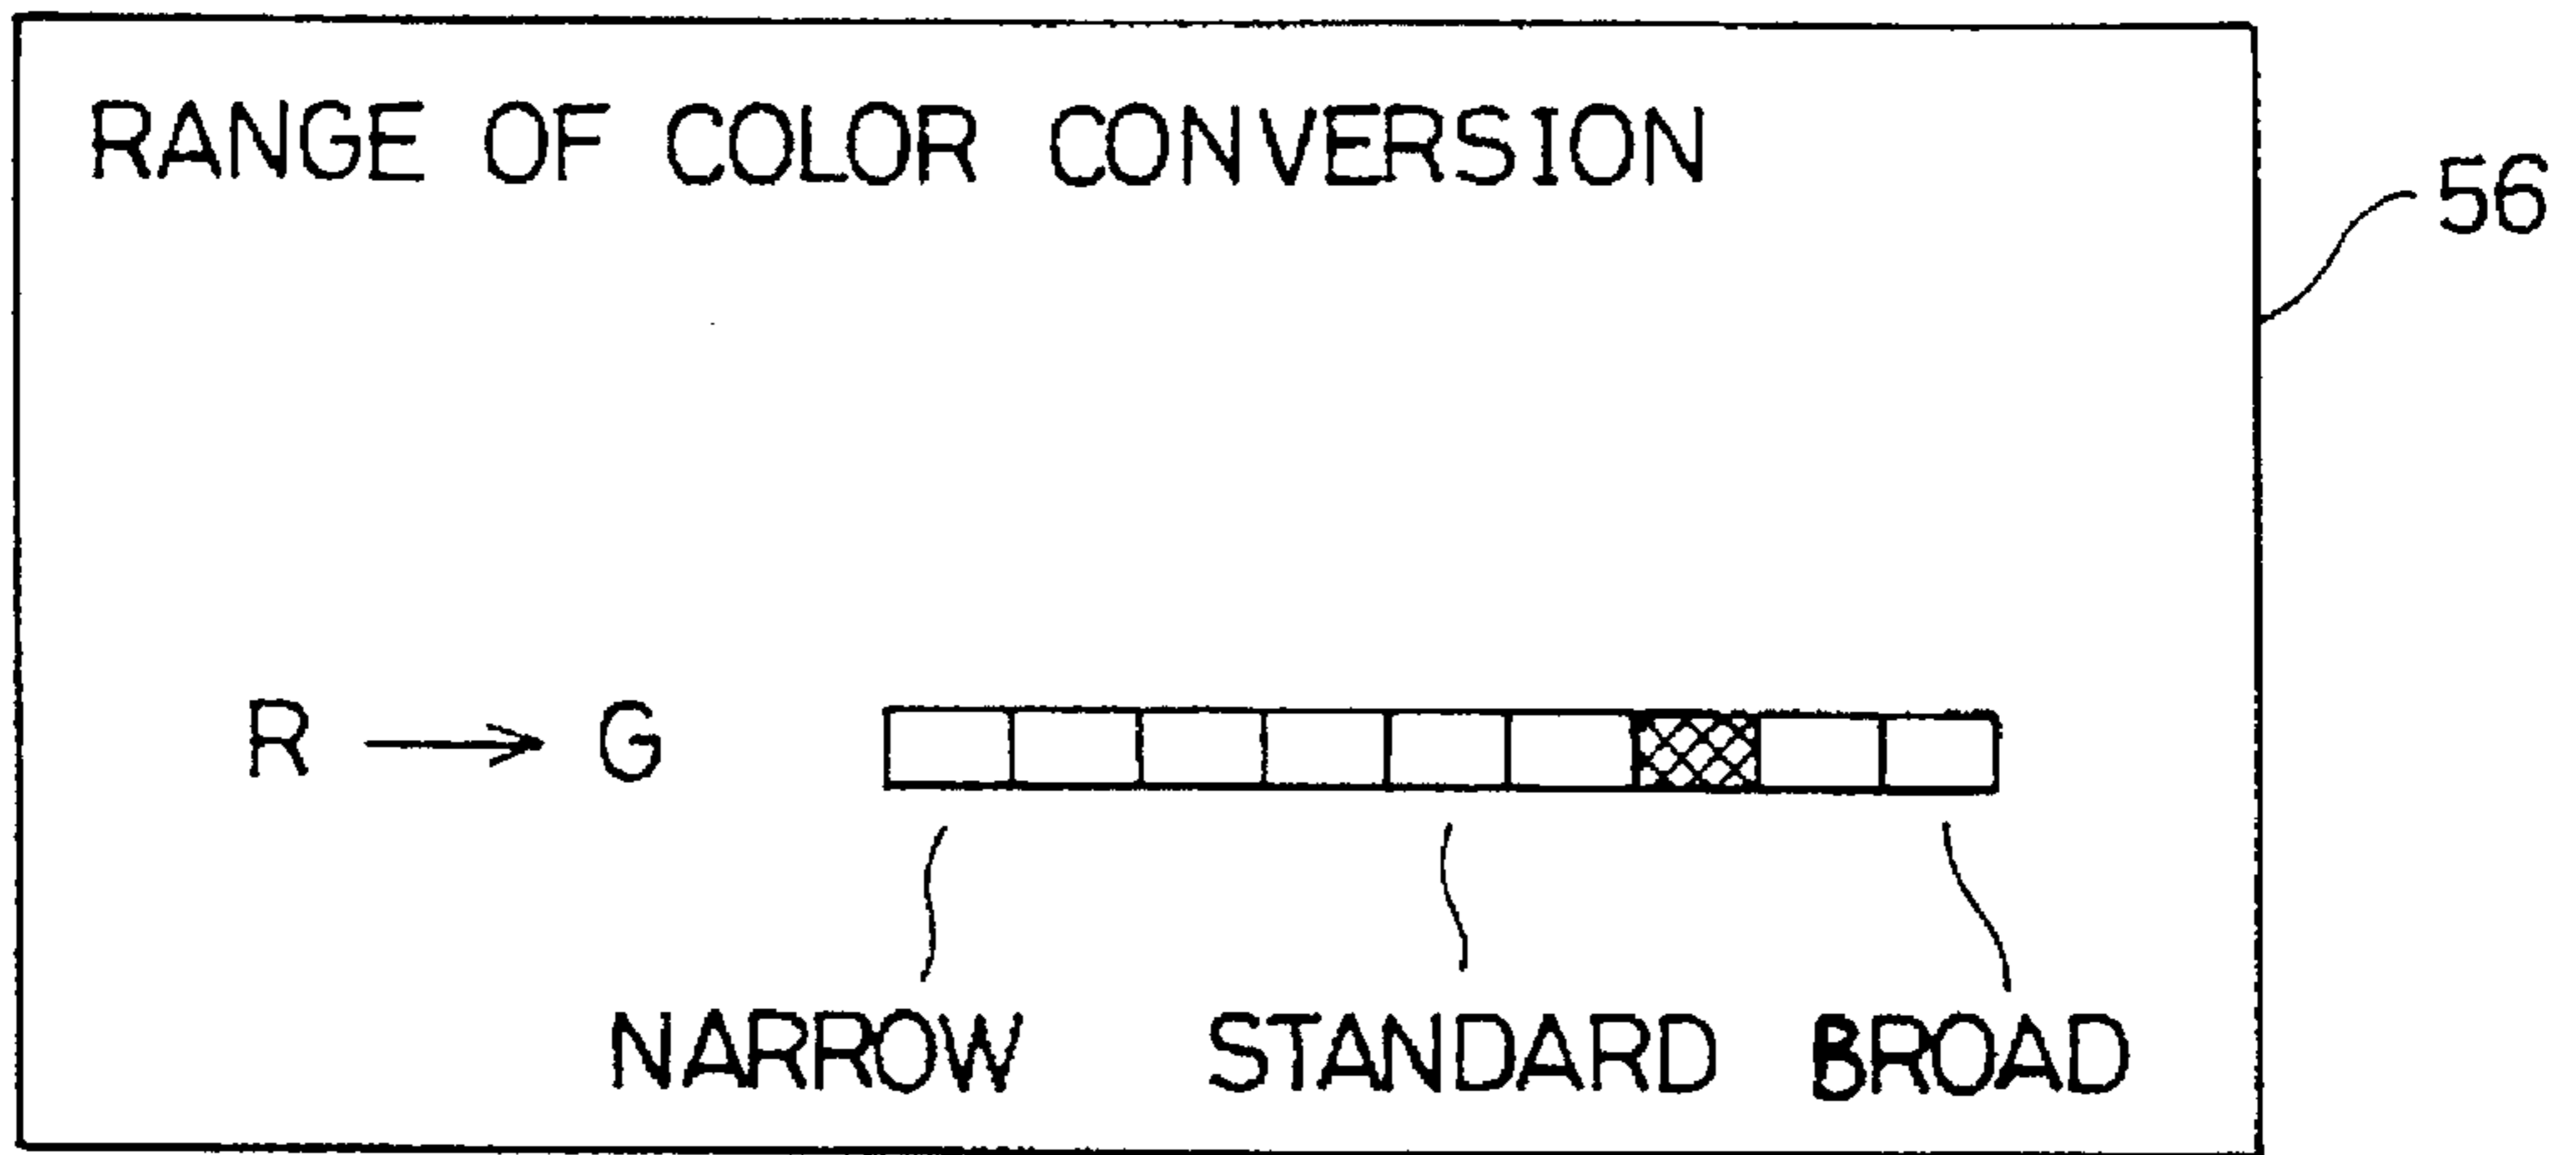 RANGE OF COLOR CONVERSION
56
R → G
NARROW STANDARD BROAD